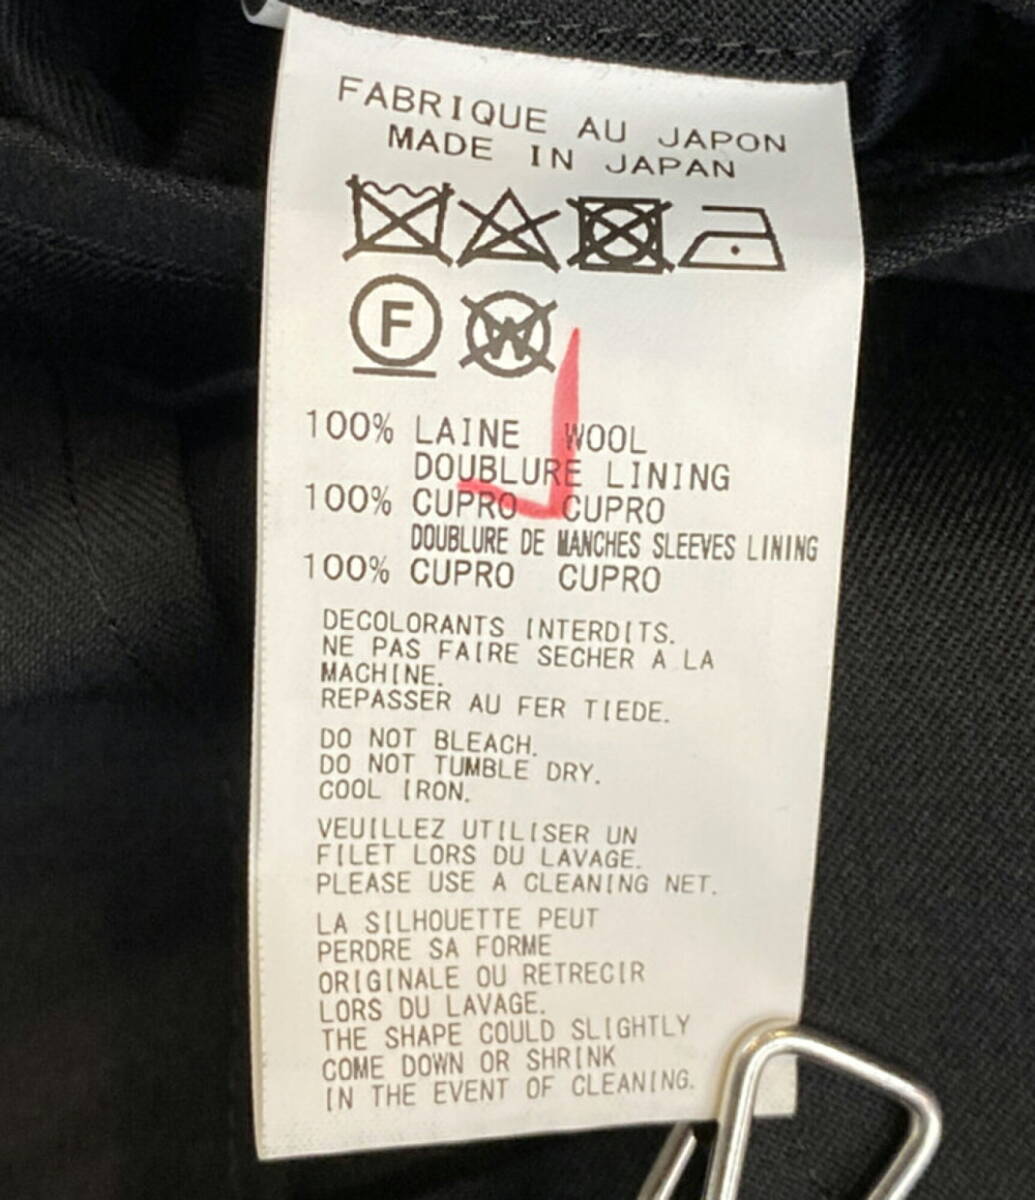 FABRIQUE AU JAPON
MADE IN JAPAN
F W
100% LAINE WOOL
DOUBLURE LINING
100% CUPRO CUPRO
DOUBLURE DE MANCHES SLEEVES LINING
100% CUPRO CUPRO
DECOLORANTS INTERDITS.
NE PAS FAIRE SECHER A LA
MACHINE.
REPASSER AU FER TIEDE.
DO NOT BLEACH.
DO NOT TUMBLE DRY.
COOL IRON.
VEUILLEZ UTILISER UN
FILET LORS DU LAVAGE.
PLEASE USE A CLEANING NET.
LA SILHOUETTE PEUT
PERDRE SA FORME
ORIGINALE OU RETRECIR
LORS DU LAVAGE.
THE SHAPE COULD SLIGHTLY
COME DOWN OR SHRINK
IN THE EVENT OF CLEANING.